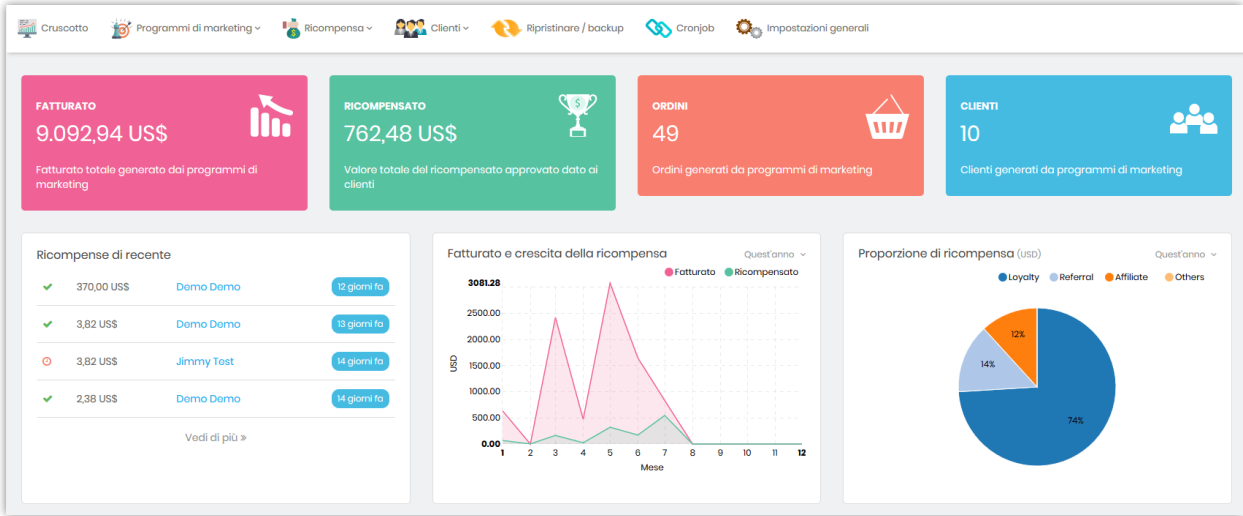 Cruscotto
Programmi di marketing
Ricompensa
Clienti
Ripristinare / backup
Cronjob
Impostazioni generali
FATTURATO
9.092,94 US$
Fatturato totale generato dai programmi di
marketing
RICOMPENSATO
762,48 US$
Valore totale del ricompensato approvato dato ai
clienti
ORDINI
49
Ordini generati da programmi di marketing
CLIENTI
10
Clienti generati da programmi di marketing
Ricompense di recente
370,00 US$ Demo Demo 12 giorni fa
3,82 US$ Demo Demo 13 giorni fa
3,82 US$ Jimmy Test 14 giorni fa
2,38 US$ Demo Demo 14 giorni fa
Vedi di più »
Fatturato e crescita della ricompensa Quest'anno
Fatturato Ricompensato
3081.28
2500.00
2000.00
1500.00
1000.00
500.00
0.00
USD
1 2 3 4 5 6 7 8 9 10 11 12
Mese
Proporzione di ricompensa (USD) Quest'anno
Loyalty Referral Affiliate Others
12%
14%
74%